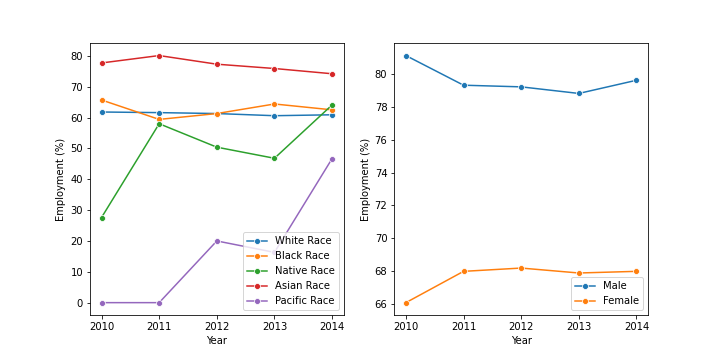 80
70
60
50
40
30
20
10
0
Employment (%)
2010 2011 2012 2013 2014
Year
White Race
Black Race
Native Race
Asian Race
Pacific Race
80
78
76
74
72
70
68
66
Employment (%)
2010 2011 2012 2013 2014
Year
Male
Female